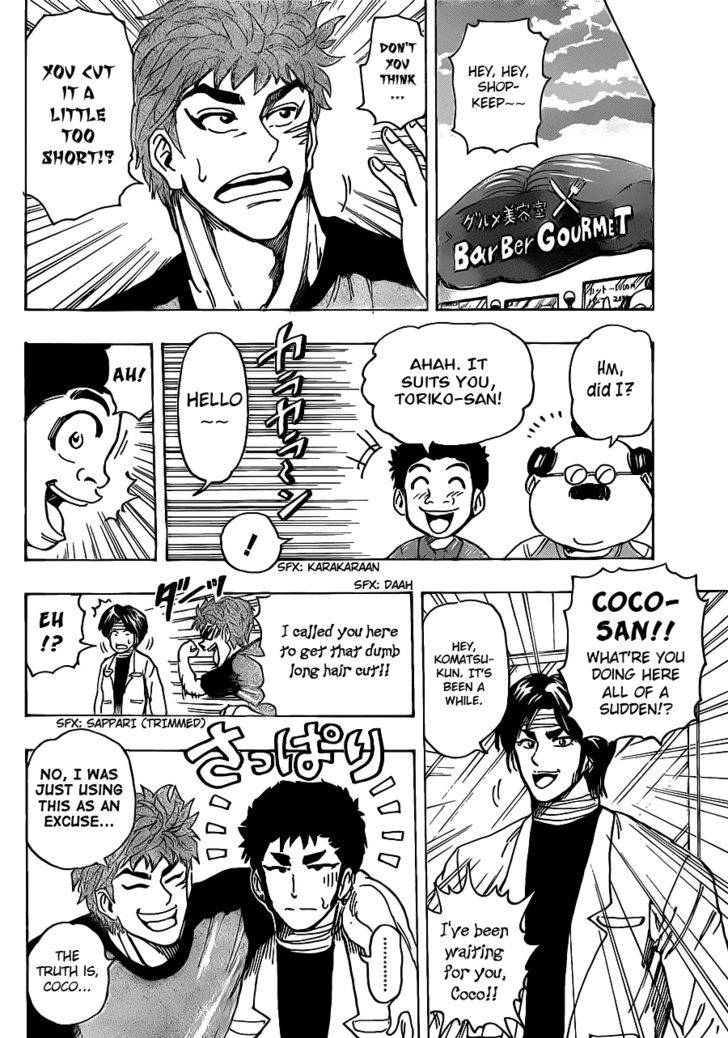 HEY, HEY,
SHOP-
KEEP~~
グルメ美容室
BarBer GOURMET
DON'T
YOU
THINK
...
YOU CUT
IT A
LITTLE
TOO
SHORT!?
HM,
did I?
AHAH. IT
SUITS YOU,
TORIKO-SAN!
カラカラーン
HELLO
~~
!
AH!
SFX: KARAKARAAN
SFX: DAAH
COCO-
SAN!!
WHAT'RE YOU
DOING HERE
ALL OF A
SUDDEN!?
HEY,
KOMATSU-
KUN. IT'S
BEEN A
WHILE.
I've been
waiting
for you,
Coco!!
I called you here
to get that dumb
long hair cut!!
EH
!?
SFX: SAPPARI (TRIMMED)
さっぱり
NO, I WAS
JUST USING
THIS AS AN
EXCUSE...
THE
TRUTH IS,
COCO...
........